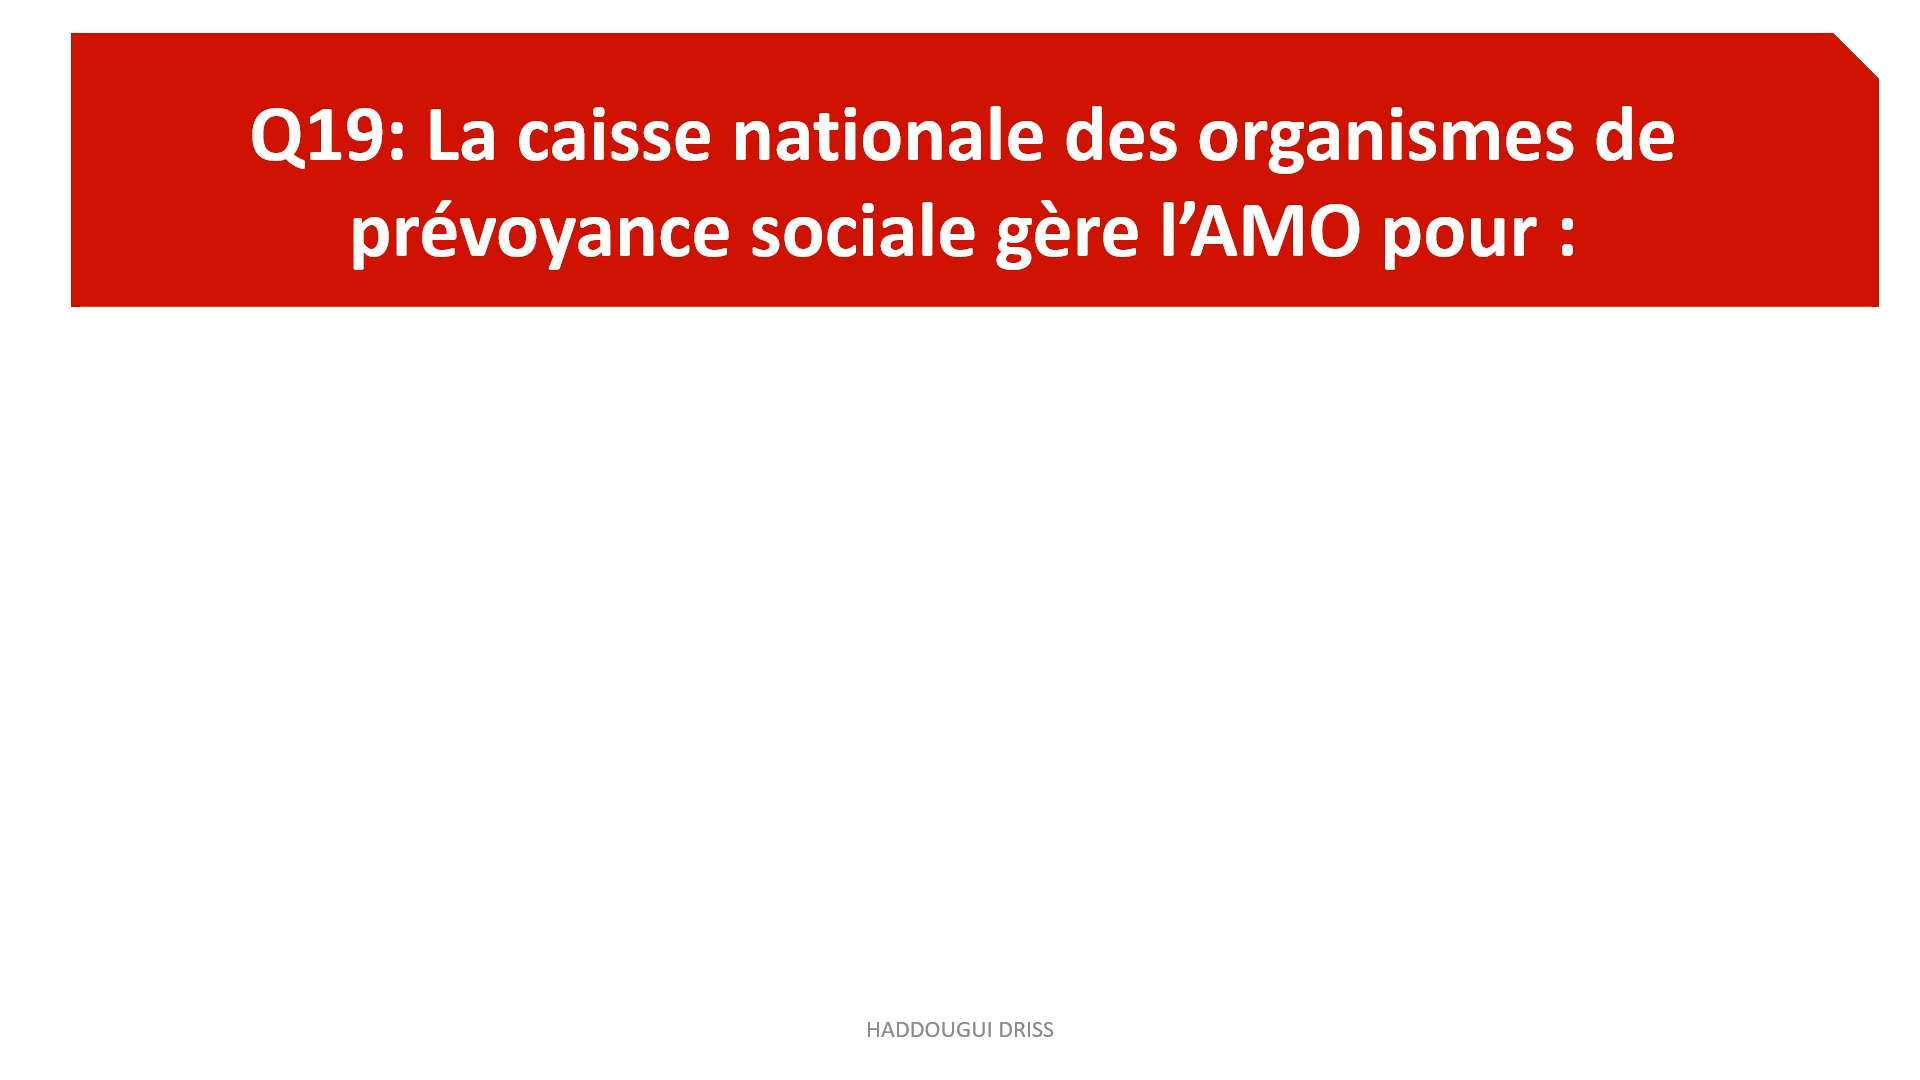 Q19: La caisse nationale des organismes de
prévoyance sociale gère l’AMO pour :
HADDOUGUI DRISS